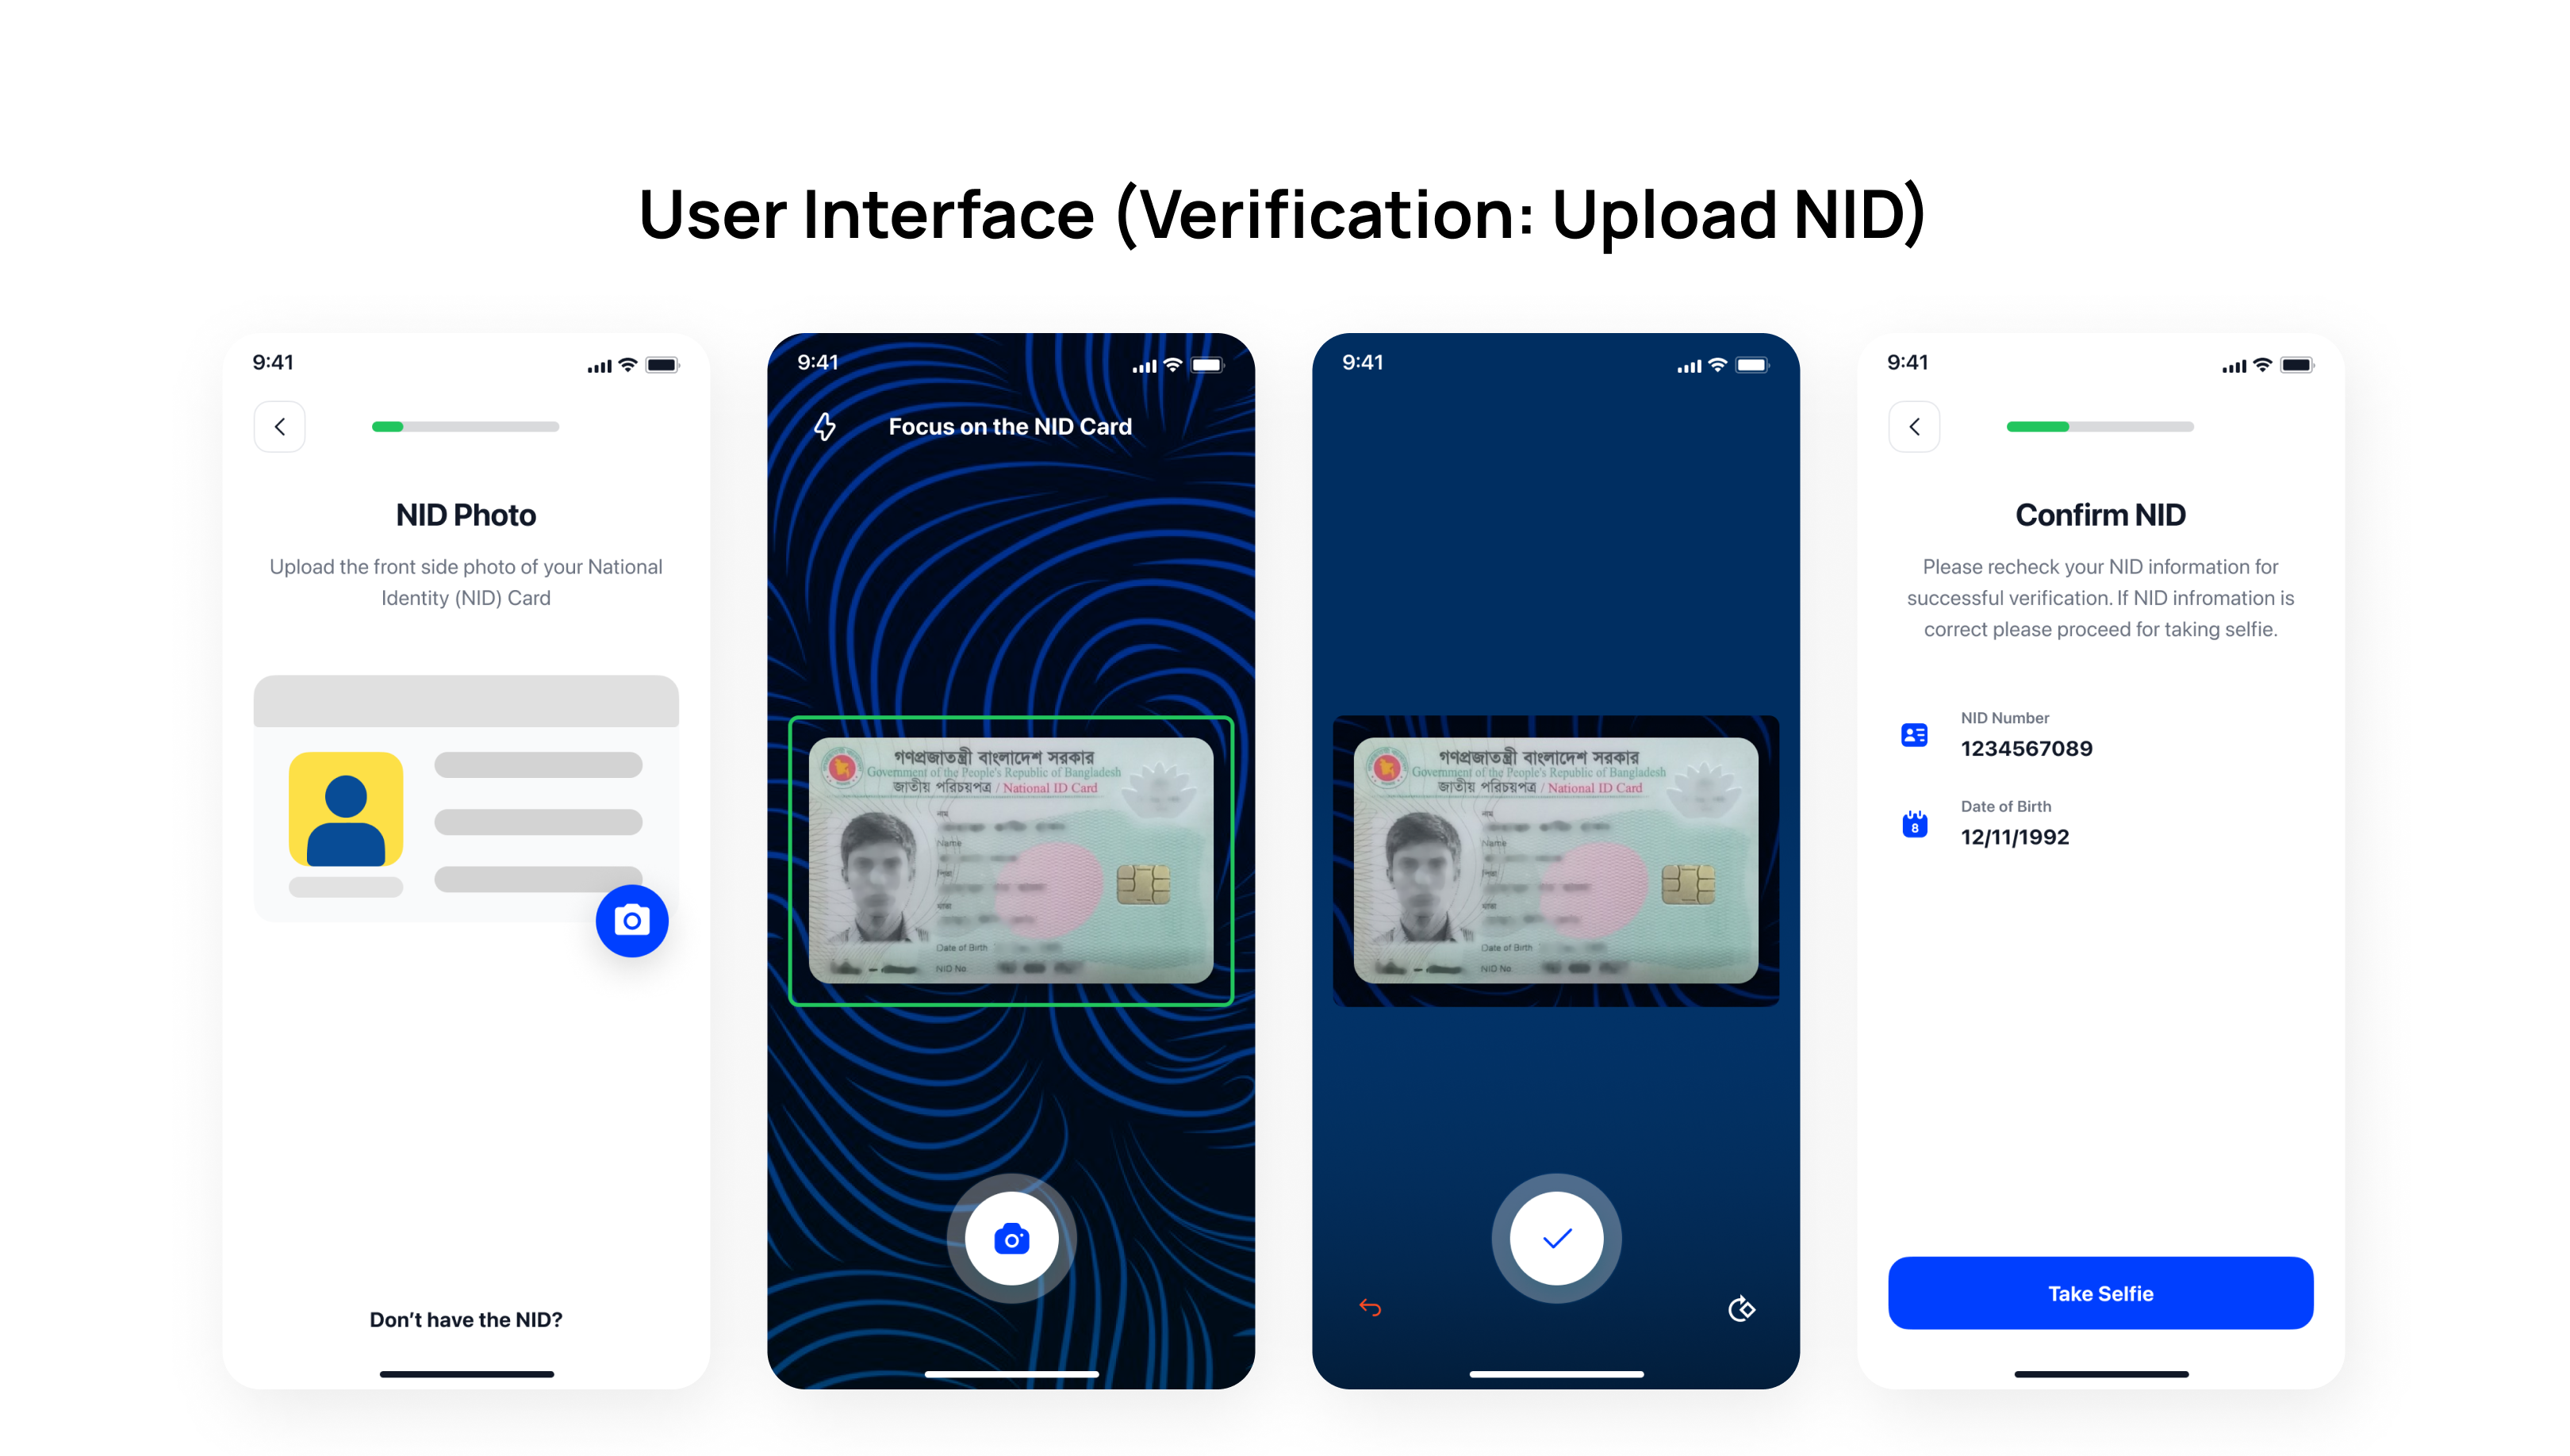 User Interface (Verification: Upload NID)
9:41
NID Photo
Upload the front side photo of your National
Identity (NID) Card
Don't have the NID?
9:41
Focus on the NID Card
গণপ্রজাতন্ত্রী বাংলাদেশ সরকার
Government of the People's Republic of Bangladesh
জাতীয় পরিচয়পত্র / National ID Card
নাম
Name
পিতা
মাতা
Date of Birth
NID No
9:41
গণপ্রজাতন্ত্রী বাংলাদেশ সরকার
Government of the People's Republic of Bangladesh
জাতীয় পরিচয়পত্র / National ID Card
নাম
Name
পিতা
মাতা
Date of Birth
NID No
9:41
Confirm NID
Please recheck your NID information for
successful verification. If NID infromation is
correct please proceed for taking selfie.
NID Number
1234567089
8
Date of Birth
12/11/1992
Take Selfie